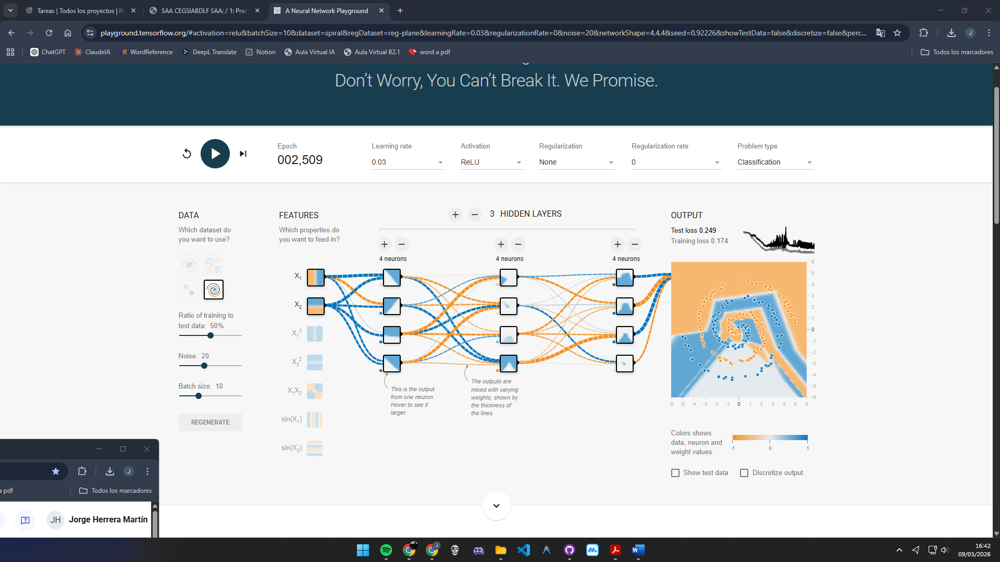 Tareas | Todos los proyectos | N
SAA CEGSIABDLF SAA: / 1: Prac
A Neural Network Playground
playground.tensorflow.org/#activation=relu&batchSize=10&dataset=spiral&regDataset=reg-plane&learningRate=0.03&regularizationRate=0&noise=20&networkShape=4,4,4&seed=0.92226&showTestData=false&discretize=false&perc...
J
ChatGPT
ClaudeIA
WordReference
DeepL Translate
Notion
Aula Virtual IA
Aula Virtual B2.1
word a pdf
Todos los marcadores
Don't Worry, You Can't Break It. We Promise.
Epoch
002,509
Learning rate
0.03
Activation
ReLU
Regularization
None
Regularization rate
0
Problem type
Classification
DATA
Which dataset do
you want to use?
Ratio of training to
test data: 50%
Noise: 20
Batch size: 10
REGENERATE
FEATURES
Which properties do
you want to feed in?
X1
X2
X1²
X2²
X1X2
sin(X1)
sin(X2)
3 HIDDEN LAYERS
4 neurons
4 neurons
4 neurons
This is the output
from one neuron.
Hover to see it
larger.
The outputs are
mixed with varying
weights, shown by
the thickness of
the lines.
OUTPUT
Test loss 0.249
Training loss 0.174
6
5
4
3
2
1
0
-1
-2
-3
-4
-5
-6
-6 -5 -4 -3 -2 -1 0 1 2 3 4 5 6
Colors shows
data, neuron and
weight values.
-1 0 1
Show test data
Discretize output
J
a pdf
Todos los marcadores
JH
Jorge Herrera Martín
16:42
09/05/2026